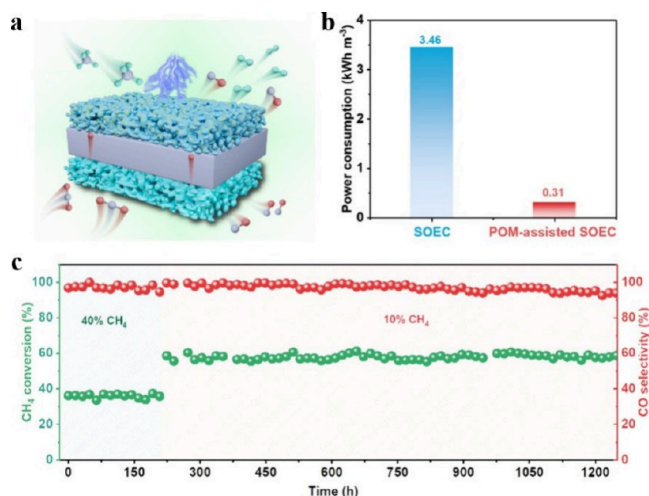 a
b
Power consumption (kWh m⁻³)
4
3
2
1
0
3.46
0.31
SOEC
POM-assisted SOEC
c
CH₄ conversion (%)
100
80
60
40
20
0
40% CH₄
10% CH₄
100
80
60
40
20
0
CO selectivity (%)
0 150 300 450 600 750 900 1050 1200
Time (h)